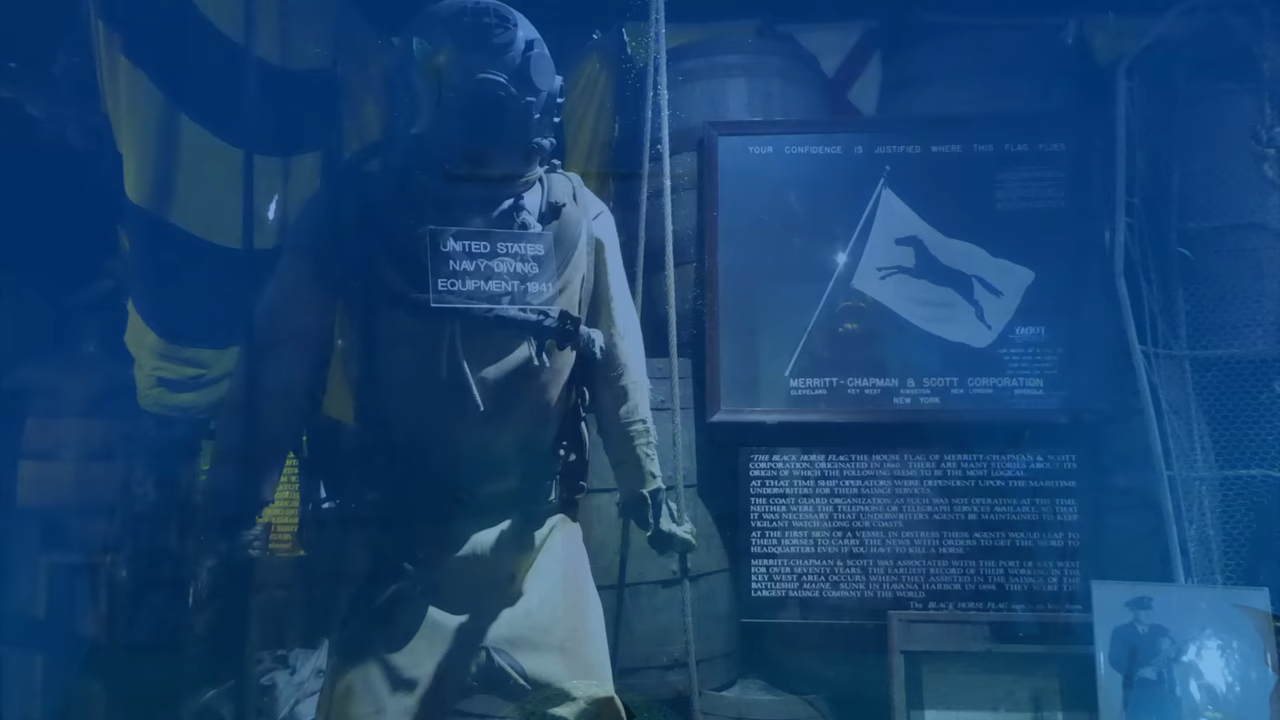 YOUR CONFIDENCE IS JUSTIFIED WHERE THIS FLAG FLIES
UNITED STATES
NAVY DIVING
EQUIPMENT-1941
TODAY
MERRITT-CHAPMAN & SCOTT CORPORATION
CLEVELAND KEY WEST KINGSTON NEW LONDON NORFOLK
NEW YORK
"THE BLACK HORSE FLAG, THE HOUSE FLAG OF MERRITT-CHAPMAN & SCOTT
CORPORATION, ORIGINATED IN 1860. THERE ARE MANY STORIES ABOUT ITS
ORIGIN OF WHICH THE FOLLOWING SEEMS TO BE THE MOST LOGICAL.
AT THAT TIME SHIP OPERATORS WERE DEPENDENT UPON THE MARITIME
UNDERWRITERS FOR THEIR SALVAGE SERVICES.
THE COAST GUARD ORGANIZATION AS SUCH WAS NOT OPERATIVE AT THE TIME,
NEITHER WERE THE TELEPHONE OR TELEGRAPH SERVICES AVAILABLE, SO THAT
IT WAS NECESSARY THAT UNDERWRITERS AGENTS BE MAINTAINED TO KEEP
VIGILANT WATCH ALONG OUR COASTS.
AT THE FIRST SIGN OF A VESSEL IN DISTRESS THESE AGENTS WOULD LEAP TO
THEIR HORSES TO CARRY THE NEWS WITH ORDERS TO GET THE WORD TO
HEADQUARTERS EVEN IF YOU HAVE TO KILL A HORSE."
MERRITT-CHAPMAN & SCOTT WAS ASSOCIATED WITH THE PORT OF KEY WEST
FOR OVER SEVENTY YEARS. THE EARLIEST RECORD OF THEIR WORKING IN THE
KEY WEST AREA OCCURS WHEN THEY ASSISTED IN THE SALVAGE OF THE
BATTLESHIP MAINE SUNK IN HAVANA HARBOR IN 1898. THEY WERE THE
LARGEST SALVAGE COMPANY IN THE WORLD.
The BLACK HORSE FLAG